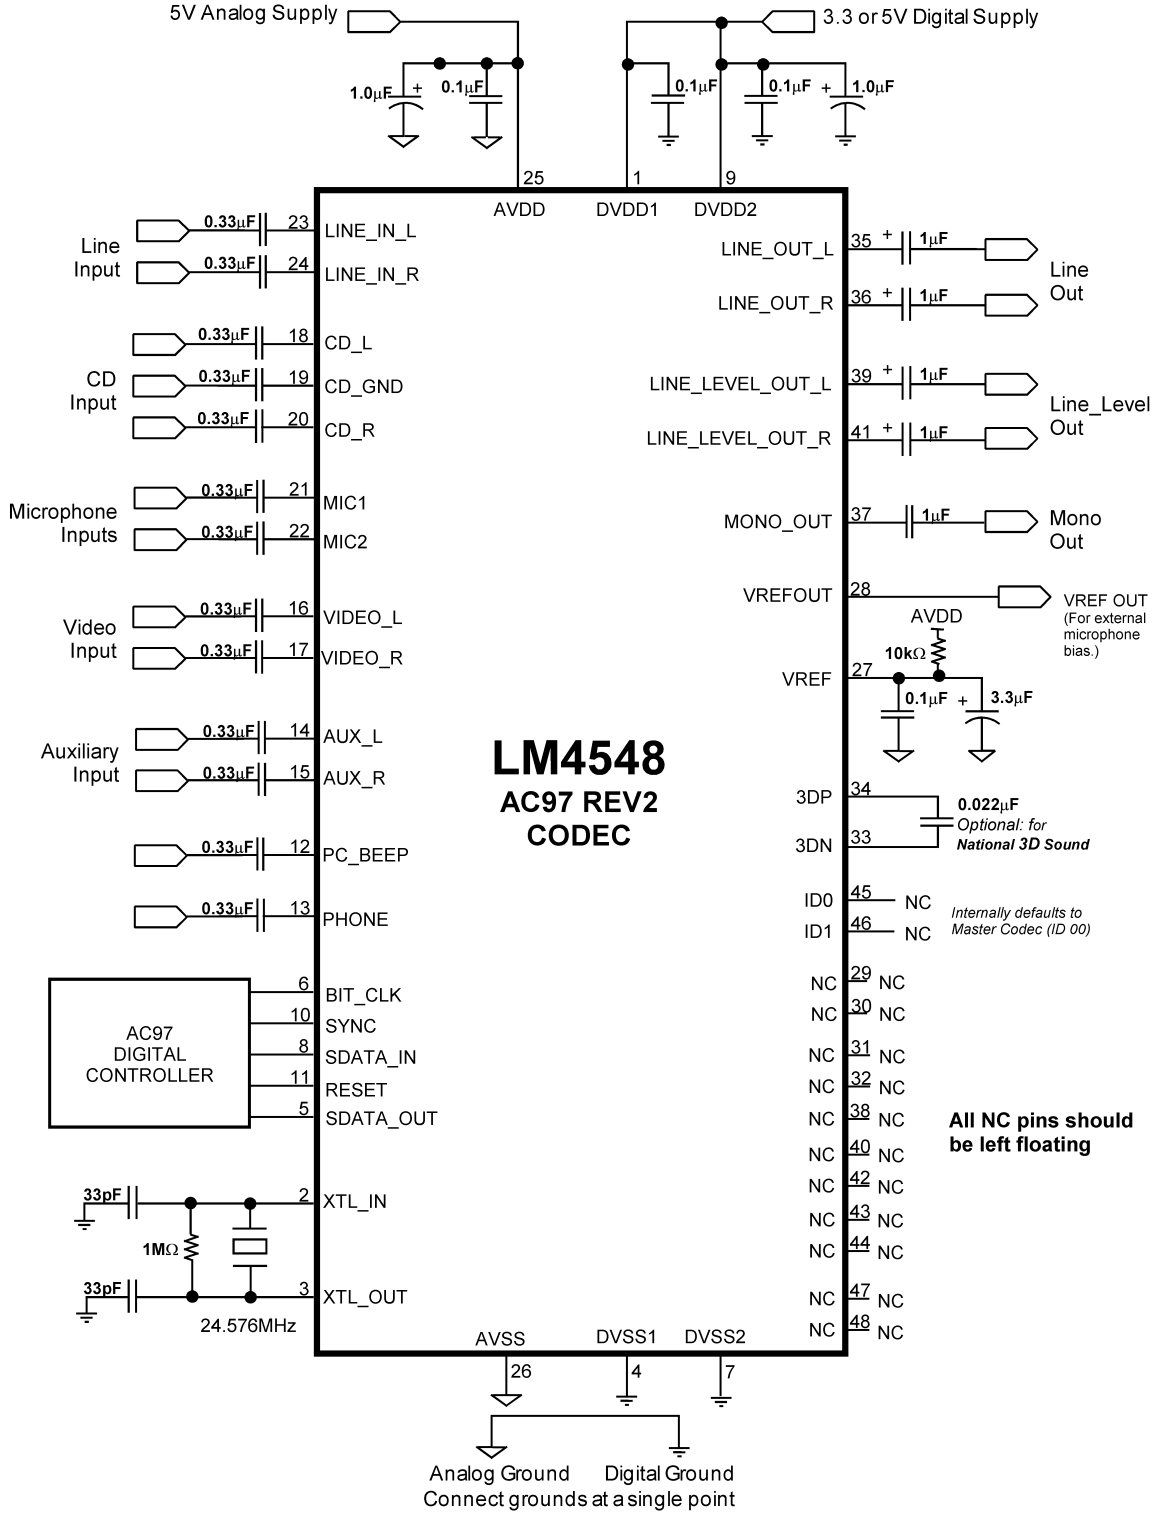 5V Analog Supply
3.3 or 5V Digital Supply
1.0µF +
0.1µF
0.1µF
0.1µF
+ 1.0µF
25
1
9
AVDD
DVDD1
DVDD2
Line
Input
0.33µF 23 LINE_IN_L
0.33µF 24 LINE_IN_R
CD
Input
0.33µF 18 CD_L
0.33µF 19 CD_GND
0.33µF 20 CD_R
Microphone
Inputs
0.33µF 21 MIC1
0.33µF 22 MIC2
Video
Input
0.33µF 16 VIDEO_L
0.33µF 17 VIDEO_R
Auxiliary
Input
0.33µF 14 AUX_L
0.33µF 15 AUX_R
0.33µF 12 PC_BEEP
0.33µF 13 PHONE
AC97
DIGITAL
CONTROLLER
6 BIT_CLK
10 SYNC
8 SDATA_IN
11 RESET
5 SDATA_OUT
33pF 2 XTL_IN
1MΩ
33pF 3 XTL_OUT
24.576MHz
LM4548
AC97 REV2
CODEC
LINE_OUT_L 35 + 1µF
LINE_OUT_R 36 + 1µF
Line
Out
LINE_LEVEL_OUT_L 39 + 1µF
LINE_LEVEL_OUT_R 41 + 1µF
Line_Level
Out
MONO_OUT 37 1µF
Mono
Out
VREFOUT 28
VREF OUT
(For external
microphone
bias.)
AVDD
10kΩ
VREF 27
0.1µF + 3.3µF
3DP 34
0.022µF
Optional: for
National 3D Sound
3DN 33
ID0 45 NC
ID1 46 NC
Internally defaults to
Master Codec (ID 00)
NC 29 NC
NC 30 NC
NC 31 NC
NC 32 NC
NC 38 NC
NC 40 NC
NC 42 NC
NC 43 NC
NC 44 NC
NC 47 NC
NC 48 NC
All NC pins should
be left floating
AVSS
DVSS1
DVSS2
26
4
7
Analog Ground
Digital Ground
Connect grounds at a single point